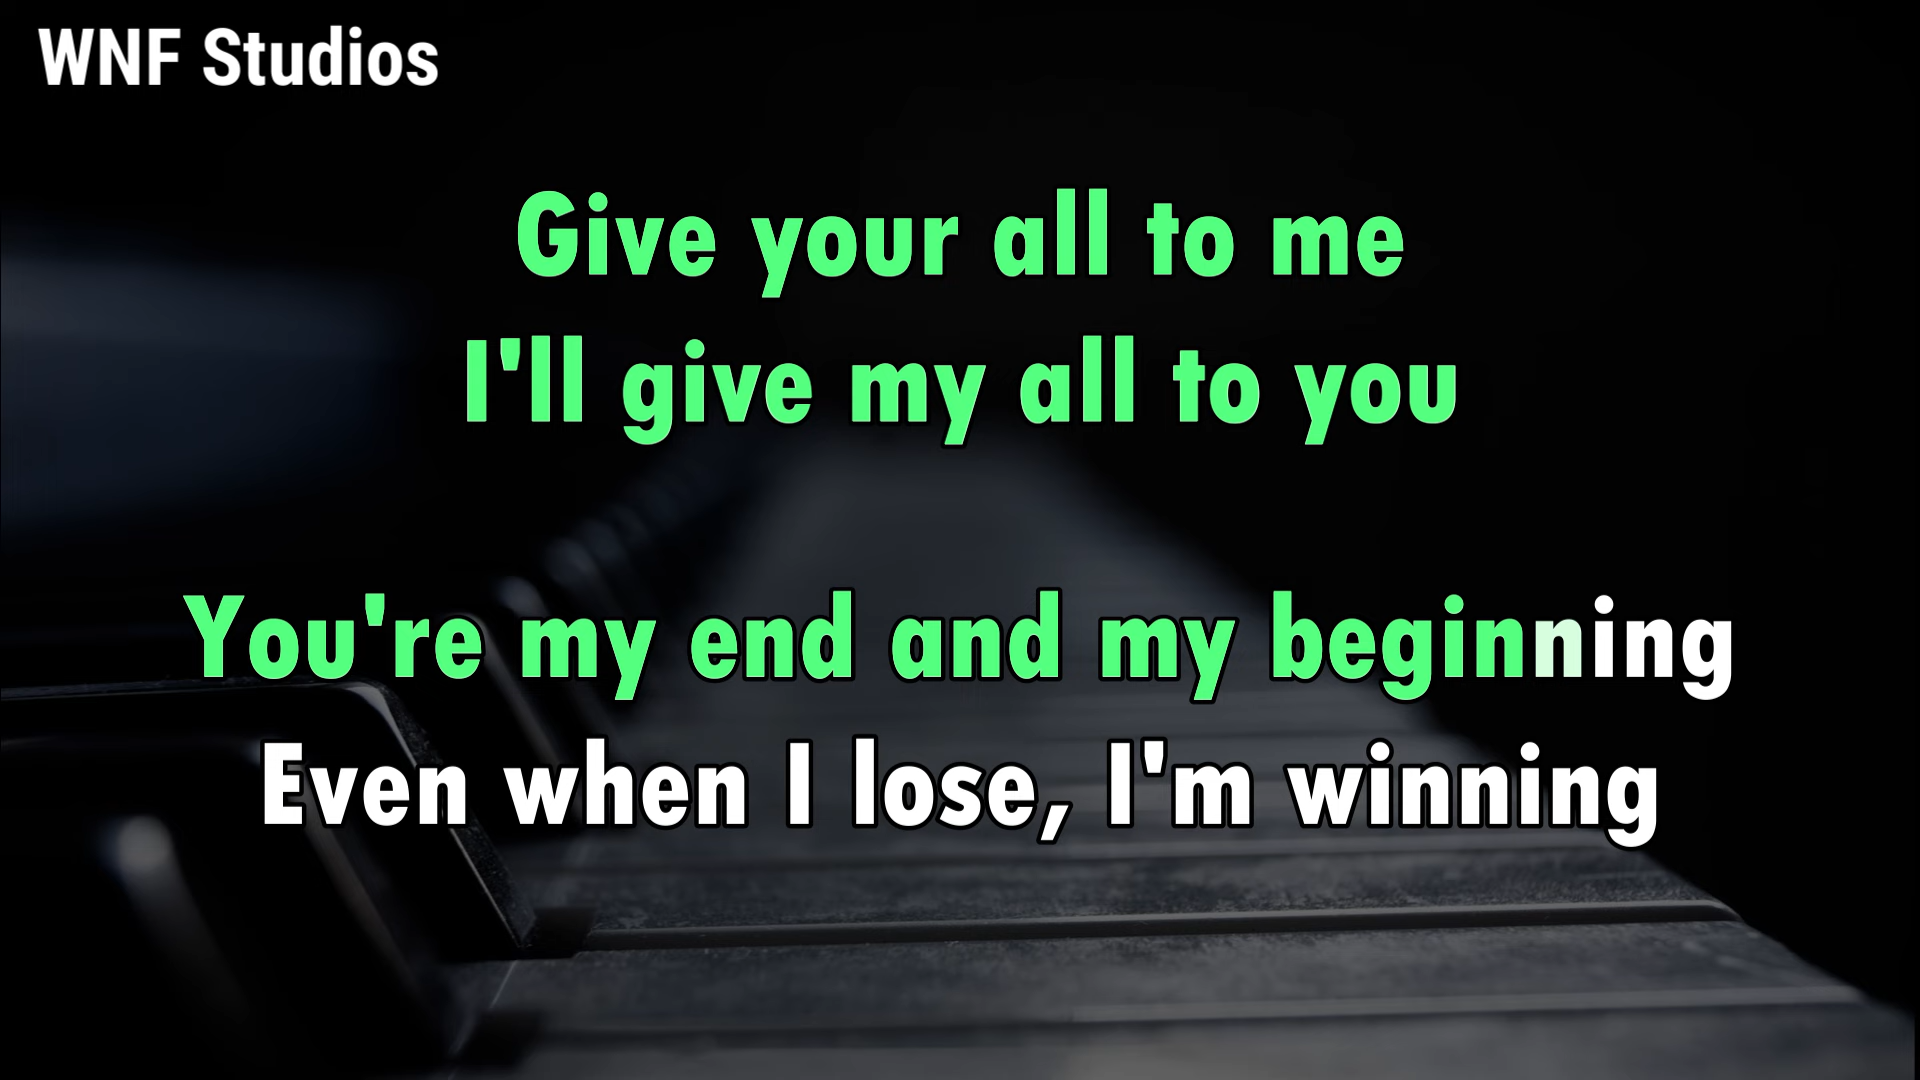 WNF Studios
Give your all to me
I'll give my all to you
You're my end and my beginning
Even when I lose, I'm winning